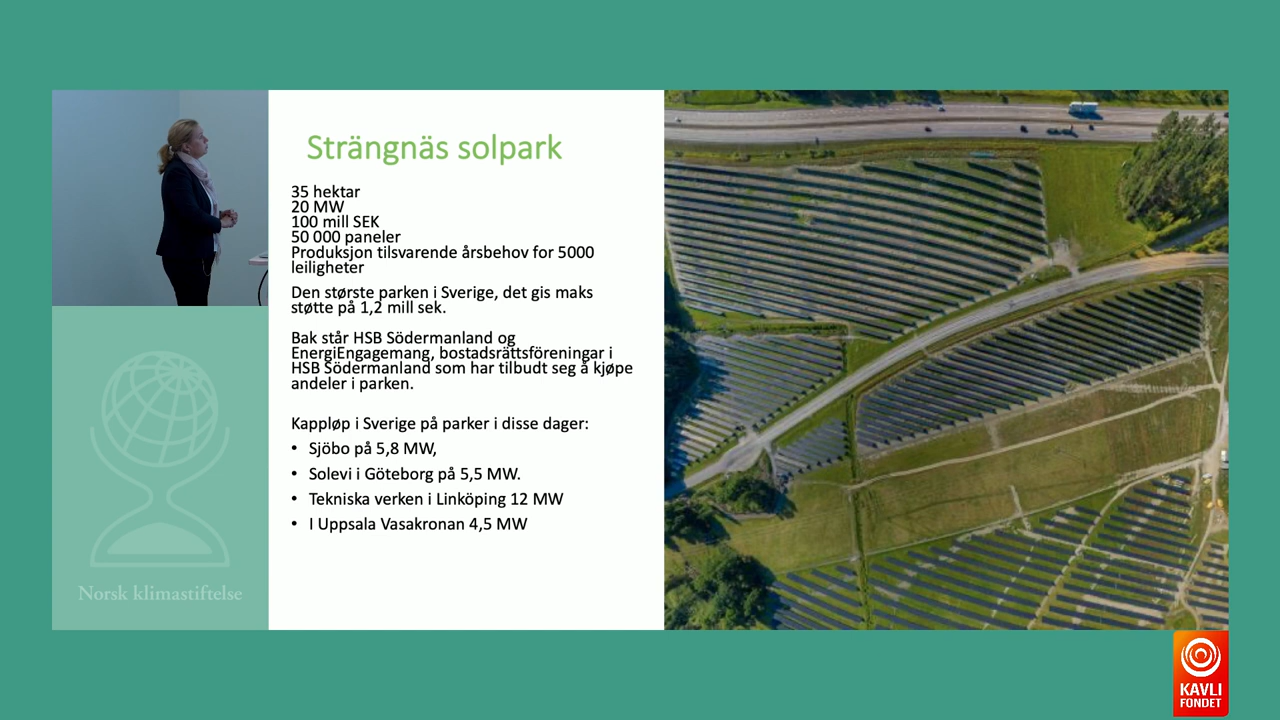 Strängnäs solpark
35 hektar
20 MW
100 mill SEK
50 000 paneler
Produksjon tilsvarende årsbehov for 5000
leiligheter
Den største parken i Sverige, det gis maks
støtte på 1,2 mill sek.
Bak står HSB Södermanland og
EnergiEngagemang, bostadsrättsföreningar i
HSB Södermanland som har tilbudt seg å kjøpe
andeler i parken.
Kappløp i Sverige på parker i disse dager:
• Sjöbo på 5,8 MW,
• Solevi i Göteborg på 5,5 MW.
• Tekniska verken i Linköping 12 MW
• I Uppsala Vasakronan 4,5 MW
Norsk klimastiftelse
KAVLI
FONDET